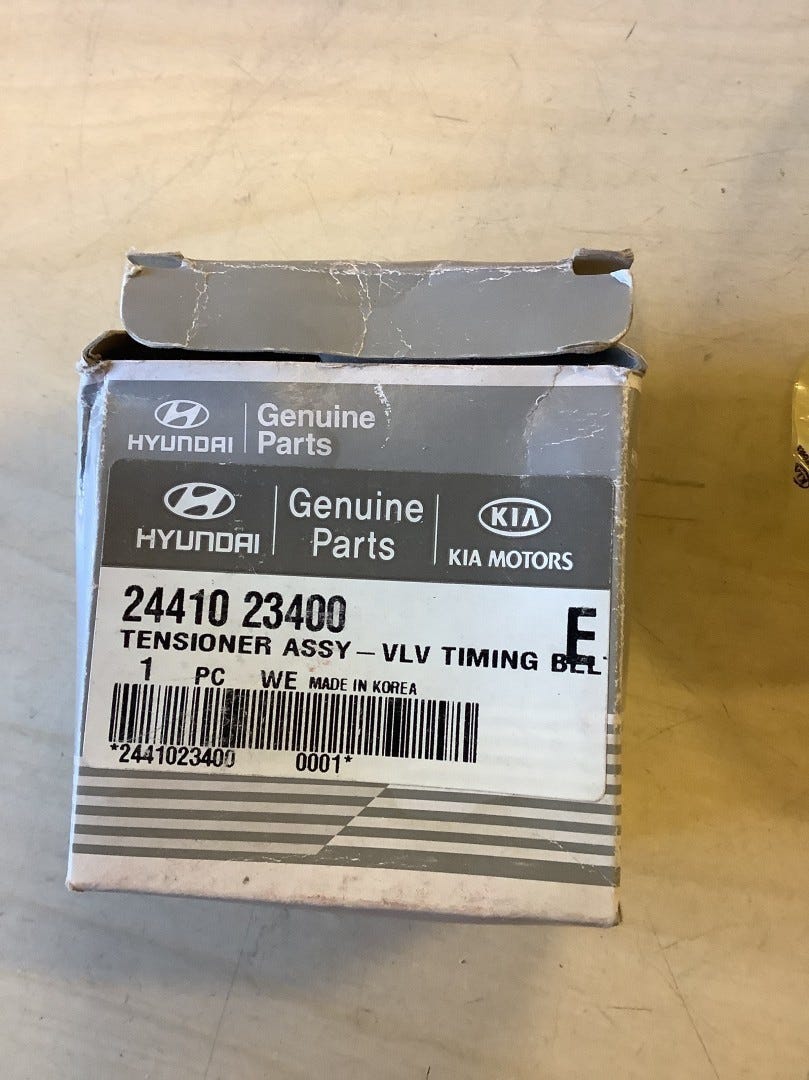 HYUNDAI
Genuine
Parts
HYUNDAI
Genuine
Parts
KIA
KIA MOTORS
24410 23400
E
TENSIONER ASSY-VLV TIMING BEL
1 PC WE MADE IN KOREA
*2441023400 0001*